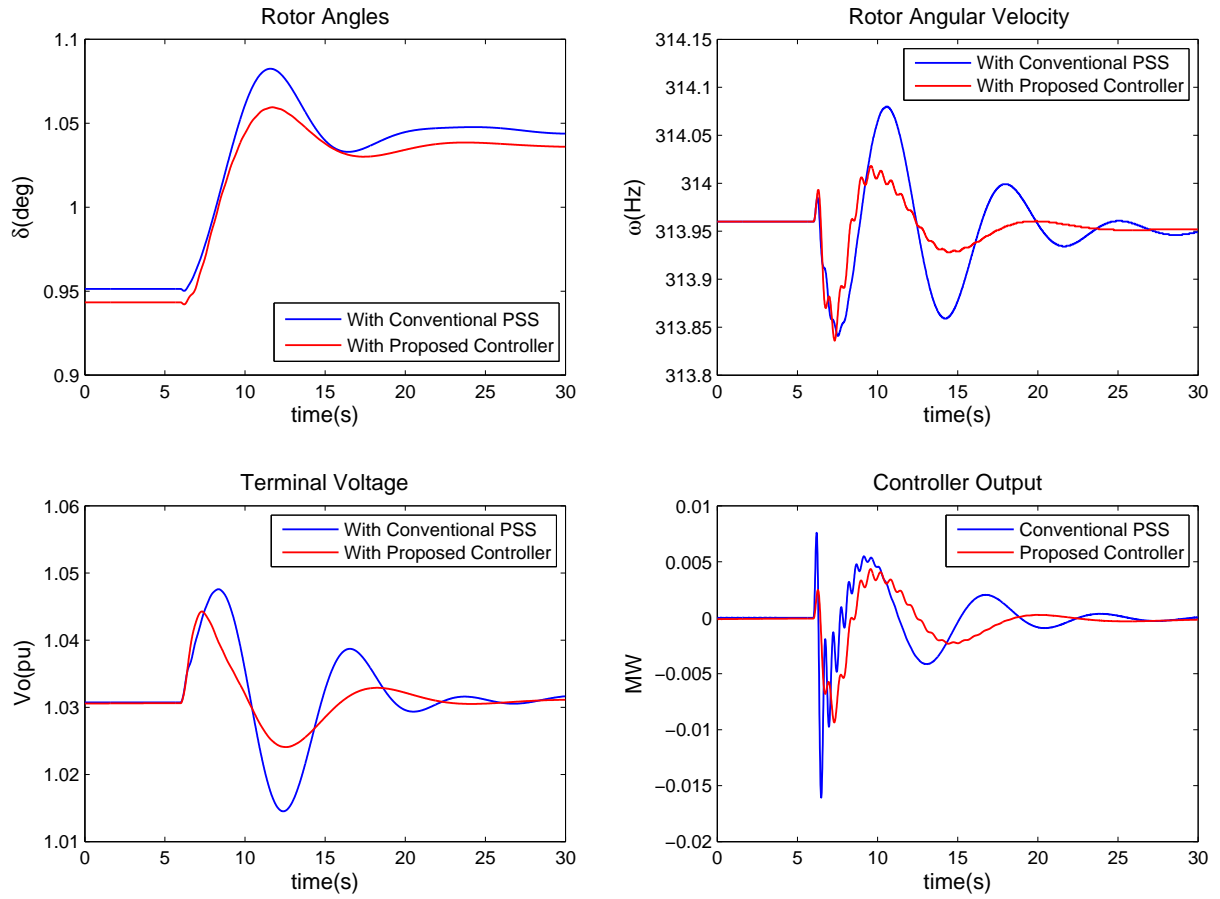 Rotor Angles
1.1
1.05
1
0.95
0.9
δ(deg)
With Conventional PSS
With Proposed Controller
0 5 10 15 20 25 30
time(s)
Rotor Angular Velocity
314.15
314.1
314.05
314
313.95
313.9
313.85
313.8
ω(Hz)
With Conventional PSS
With Proposed Controller
0 5 10 15 20 25 30
time(s)
Terminal Voltage
1.06
1.05
1.04
1.03
1.02
1.01
Vo(pu)
With Conventional PSS
With Proposed Controller
0 5 10 15 20 25 30
time(s)
Controller Output
0.01
0.005
0
−0.005
−0.01
−0.015
−0.02
MW
Conventional PSS
Proposed Controller
0 5 10 15 20 25 30
time(s)